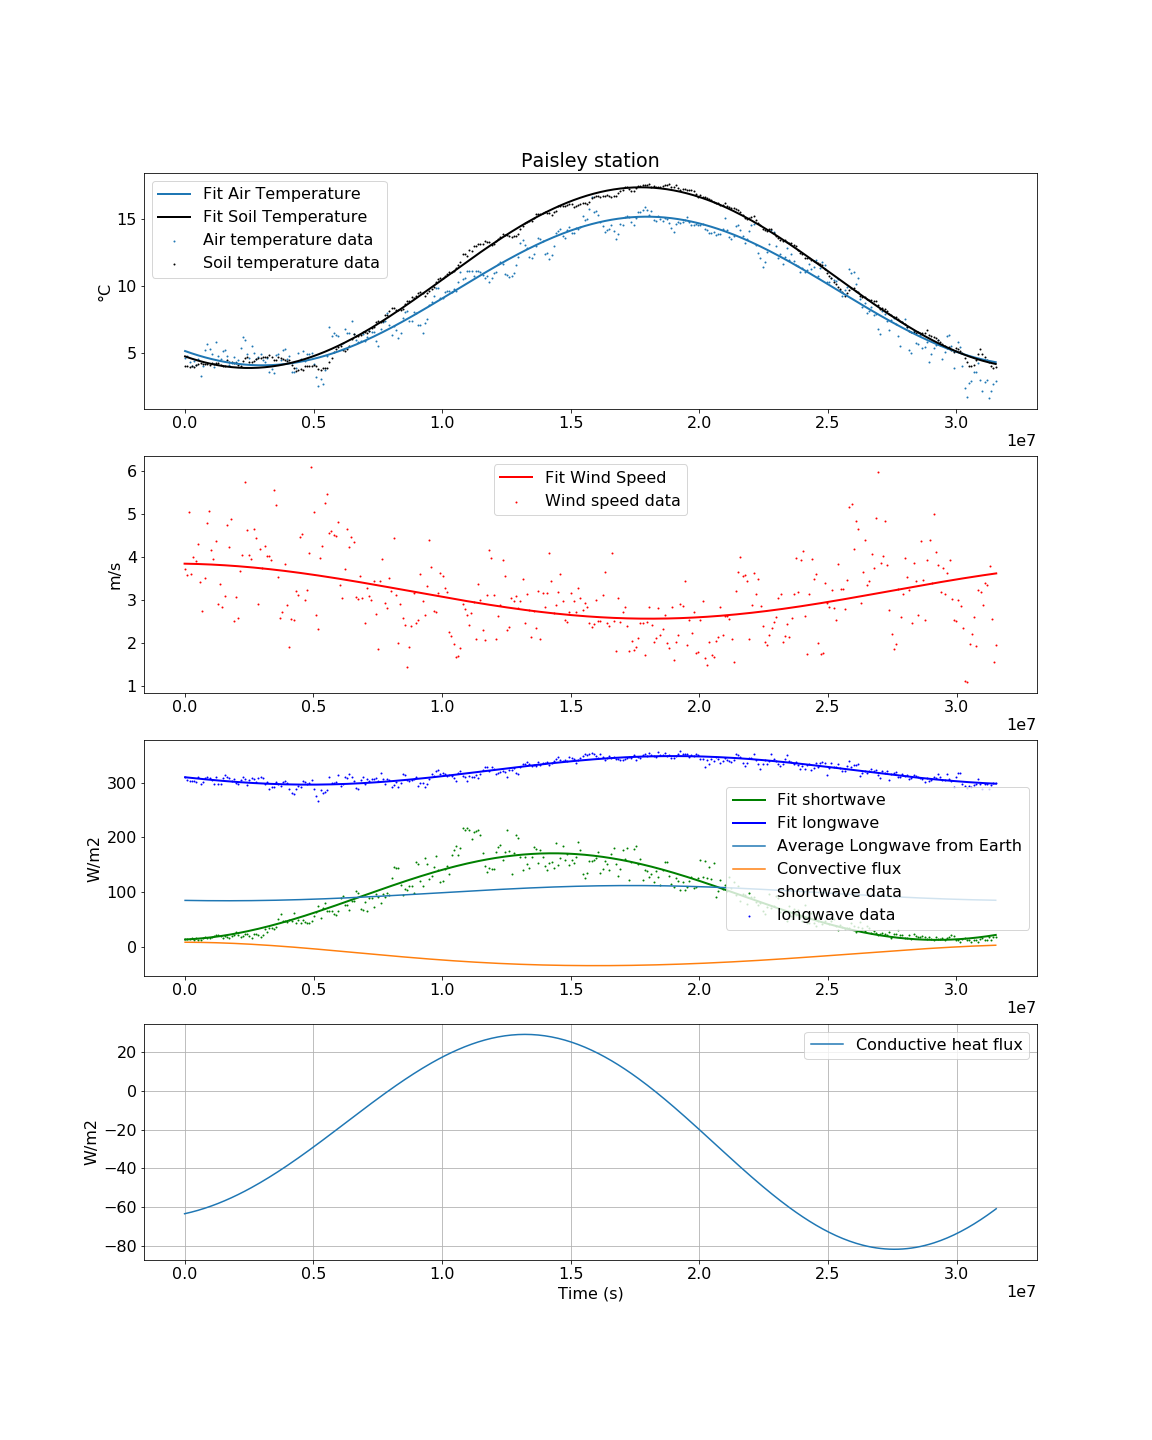 Paisley station
Fit Air Temperature
Fit Soil Temperature
Air temperature data
Soil temperature data
°C
15
10
5
0.0 0.5 1.0 1.5 2.0 2.5 3.0
1e7
Fit Wind Speed
Wind speed data
m/s
6
5
4
3
2
1
0.0 0.5 1.0 1.5 2.0 2.5 3.0
1e7
Fit shortwave
Fit longwave
Average Longwave from Earth
Convective flux
shortwave data
longwave data
W/m2
300
200
100
0
0.0 0.5 1.0 1.5 2.0 2.5 3.0
1e7
Conductive heat flux
W/m2
20
0
−20
−40
−60
−80
0.0 0.5 1.0 1.5 2.0 2.5 3.0
1e7
Time (s)